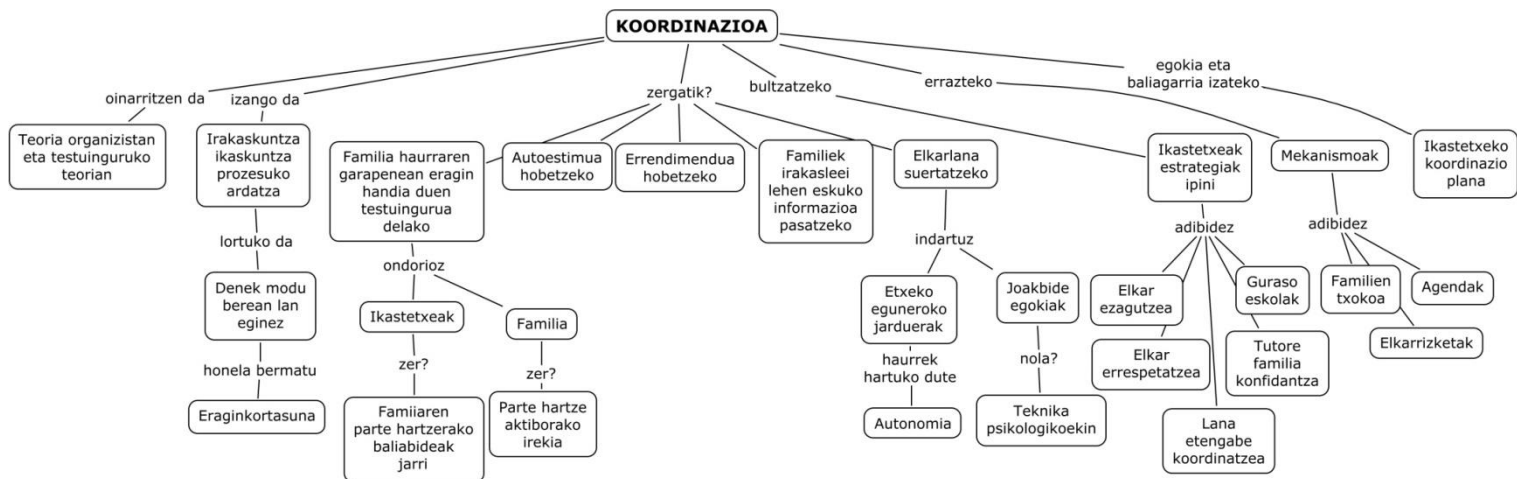 KOORDINAZIOA
oinarritzen da
Teoria organizistan
eta testuinguruko
teorian
izango da
Irakaskuntza
ikaskuntza
prozesuko
ardatza
lortuko da
Denek modu
berean lan
eginez
honela bermatu
Eraginkortasuna
zergatik?
Familia haurraren
garapenean eragin
handia duen
testuingurua
delako
ondorioz
Ikastetxeak
zer?
Famiiaren
parte hartzerako
baliabideak
jarri
Familia
zer?
Parte hartze
aktiborako
irekia
Autoestimua
hobetzeko
Errendimendua
hobetzeko
Familiek
irakasleei
lehen eskuko
informazioa
pasatzeko
Elkarlana
suertatzeko
indartuz
Etxeko
eguneroko
jarduerak
haurrek
hartuko dute
Autonomia
Joakbide
egokiak
nola?
Teknika
psikologikoekin
bultzatzeko
Ikastetxeak
estrategiak
ipini
adibidez
Elkar
ezagutzea
Elkar
errespetatzea
Lana
etengabe
koordinatzea
Guraso
eskolak
Tutore
familia
konfidantza
errazteko
Mekanismoak
adibidez
Familien
txokoa
Agendak
Elkarrizketak
egokia eta
baliagarria izateko
Ikastetxeko
koordinazio
plana